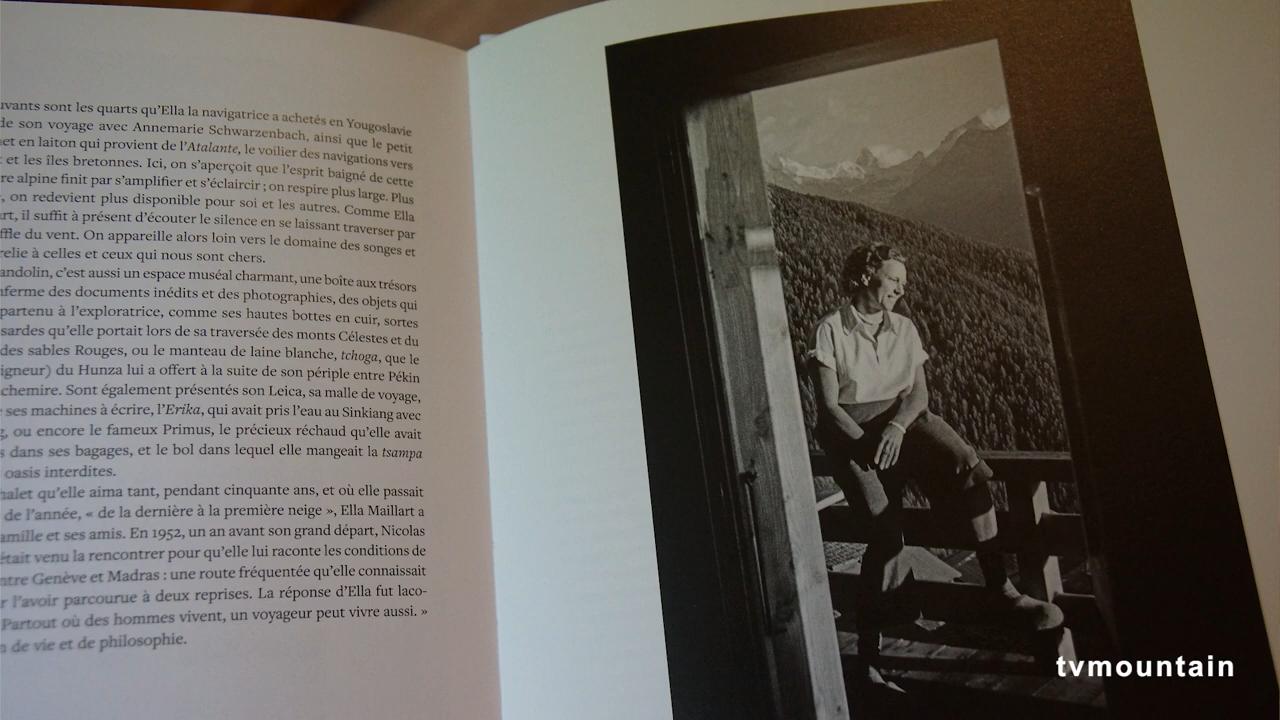 uvants sont les quarts qu’Ella la navigatrice a achetés en Yougoslavie
de son voyage avec Annemarie Schwarzenbach, ainsi que le petit
et en laiton qui provient de l’Atalante, le voilier des navigations vers
et les îles bretonnes. Ici, on s’aperçoit que l’esprit baigné de cette
re alpine finit par s’amplifier et s’éclaircir ; on respire plus large. Plus
, on redevient plus disponible pour soi et les autres. Comme Ella
rt, il suffit à présent d’écouter le silence en se laissant traverser par
ffle du vent. On appareille alors loin vers le domaine des songes et
relie à celles et ceux qui nous sont chers.
andolin, c’est aussi un espace muséal charmant, une boîte aux trésors
nferme des documents inédits et des photographies, des objets qui
partenu à l’exploratrice, comme ses hautes bottes en cuir, sortes
sardes qu’elle portait lors de sa traversée des monts Célestes et du
des sables Rouges, ou le manteau de laine blanche, tchoga, que le
igneur) du Hunza lui a offert à la suite de son périple entre Pékin
chemire. Sont également présentés son Leica, sa malle de voyage,
ses machines à écrire, l’Erika, qui avait pris l’eau au Sinkiang avec
g, ou encore le fameux Primus, le précieux réchaud qu’elle avait
s dans ses bagages, et le bol dans lequel elle mangeait la tsampa
oasis interdites.
halet qu’elle aima tant, pendant cinquante ans, et où elle passait
de l’année, « de la dernière à la première neige », Ella Maillart a
amille et ses amis. En 1952, un an avant son grand départ, Nicolas
était venu la rencontrer pour qu’elle lui raconte les conditions de
ntre Genève et Madras : une route fréquentée qu’elle connaissait
r l’avoir parcourue à deux reprises. La réponse d’Ella fut laco-
Partout où des hommes vivent, un voyageur peut vivre aussi. »
n de vie et de philosophie.
tvmountain